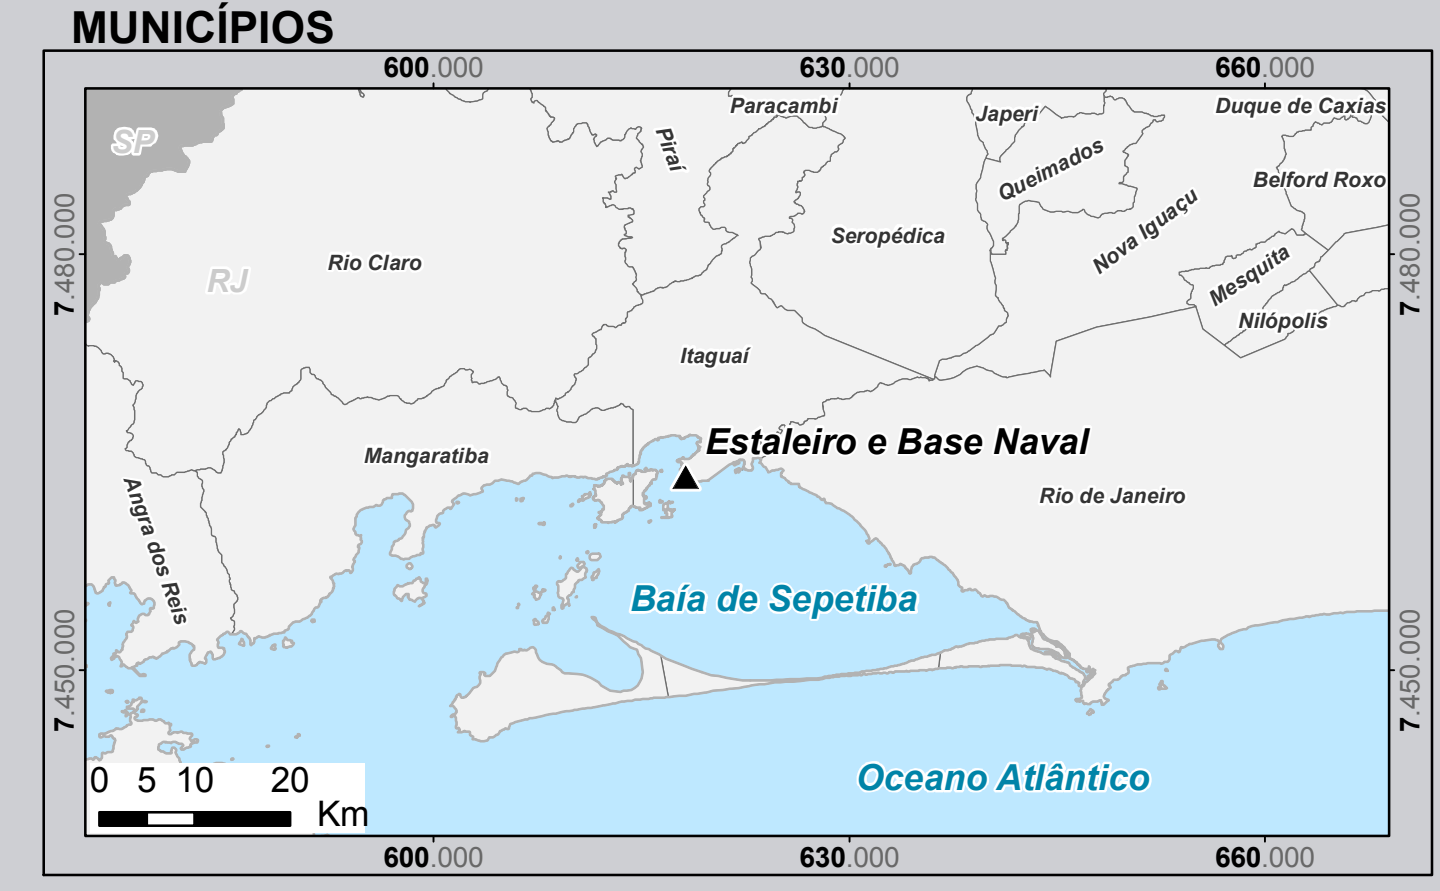 MUNICÍPIOS
600.000 630.000 660.000
SP
Paracambi
Japeri
Duque de Caxias
Piraí
Queimados
Belford Roxo
7.480.000
Rio Claro
RJ
Seropédica
Nova Iguaçu
Mesquita
7.480.000
Nilópolis
Itaguaí
Estaleiro e Base Naval
Mangaratiba
Rio de Janeiro
Angra dos Reis
Baía de Sepetiba
7.450.000
7.450.000
Oceano Atlântico
0 5 10 20
Km
600.000 630.000 660.000